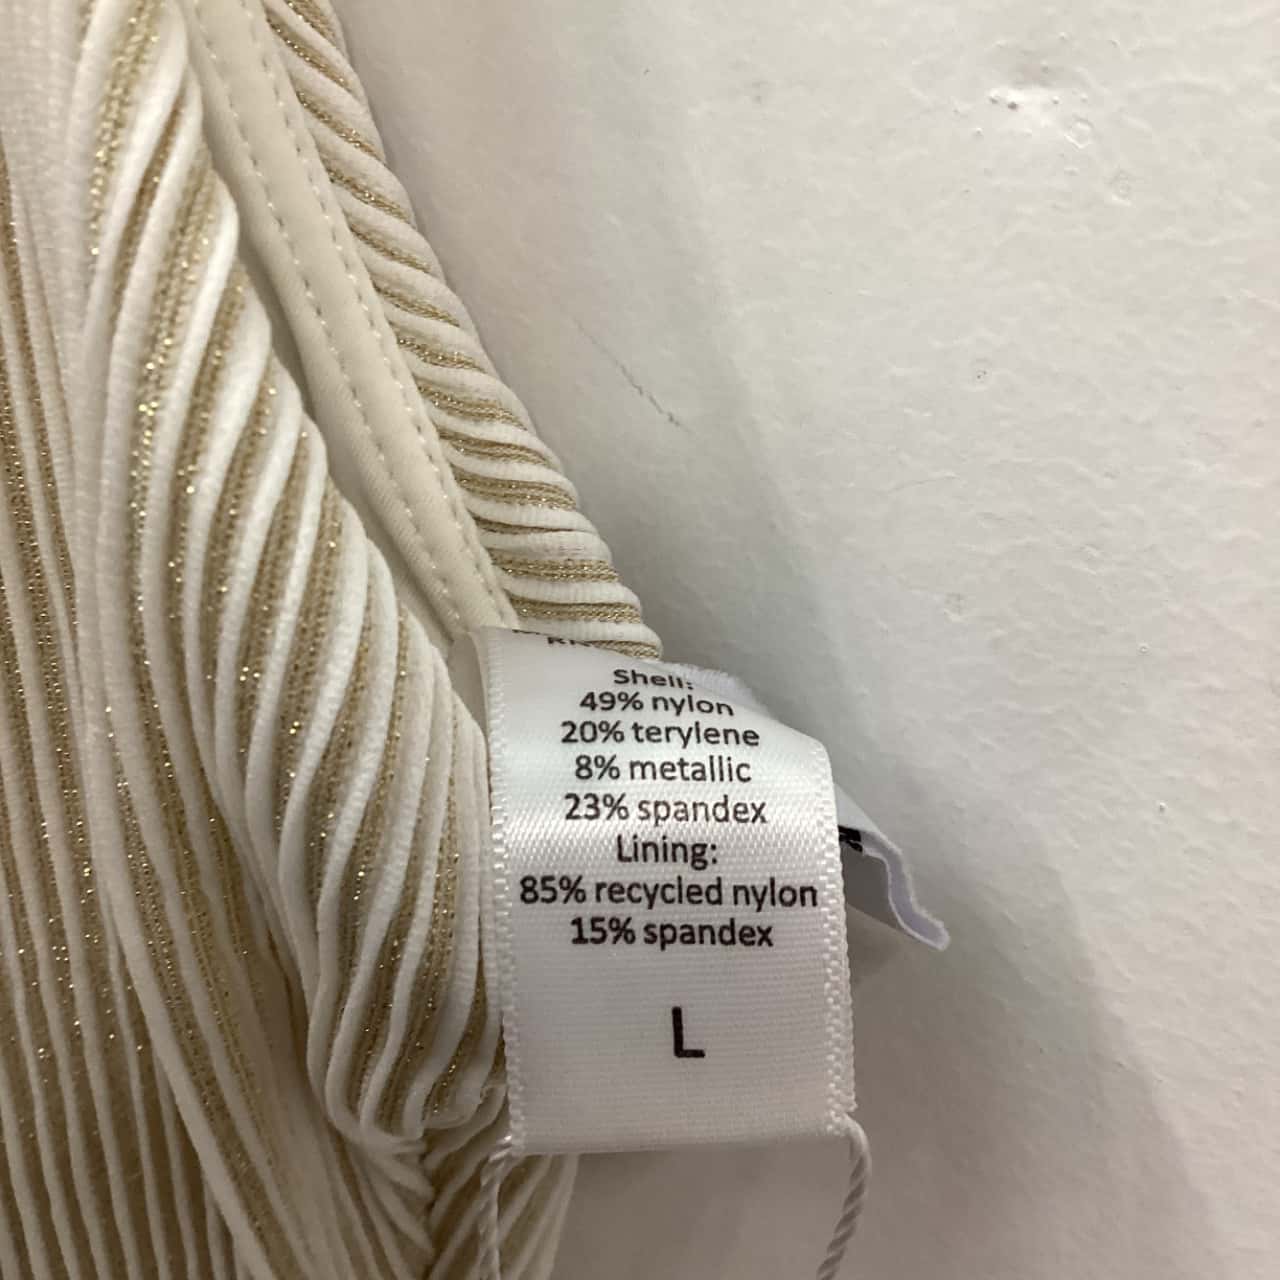 Shell:
49% nylon
20% terylene
8% metallic
23% spandex
Lining:
85% recycled nylon
15% spandex
L